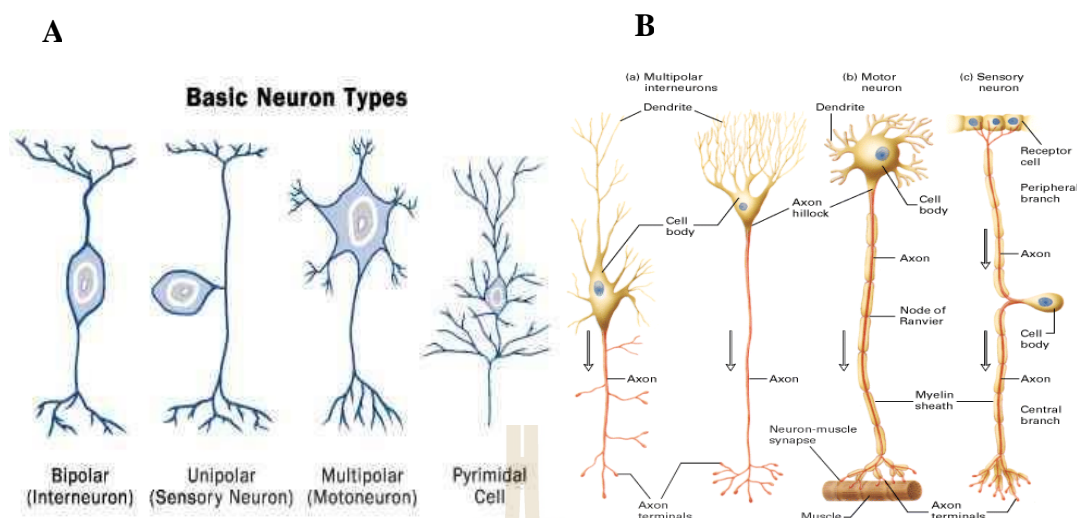 A
B
Basic Neuron Types
Bipolar
(Interneuron)
Unipolar
(Sensory Neuron)
Multipolar
(Motoneuron)
Pyrimidal
Cell
(a) Multipolar
interneurons
Dendrite
(b) Motor
neuron
Dendrite
(c) Sensory
neuron
Receptor
cell
Peripheral
branch
Cell
body
Axon
hillock
Cell
body
Axon
Axon
Node of
Ranvier
Cell
body
Axon
Axon
Axon
Myelin
sheath
Central
branch
Neuron-muscle
synapse
Axon
terminals
Muscle
Axon
terminals